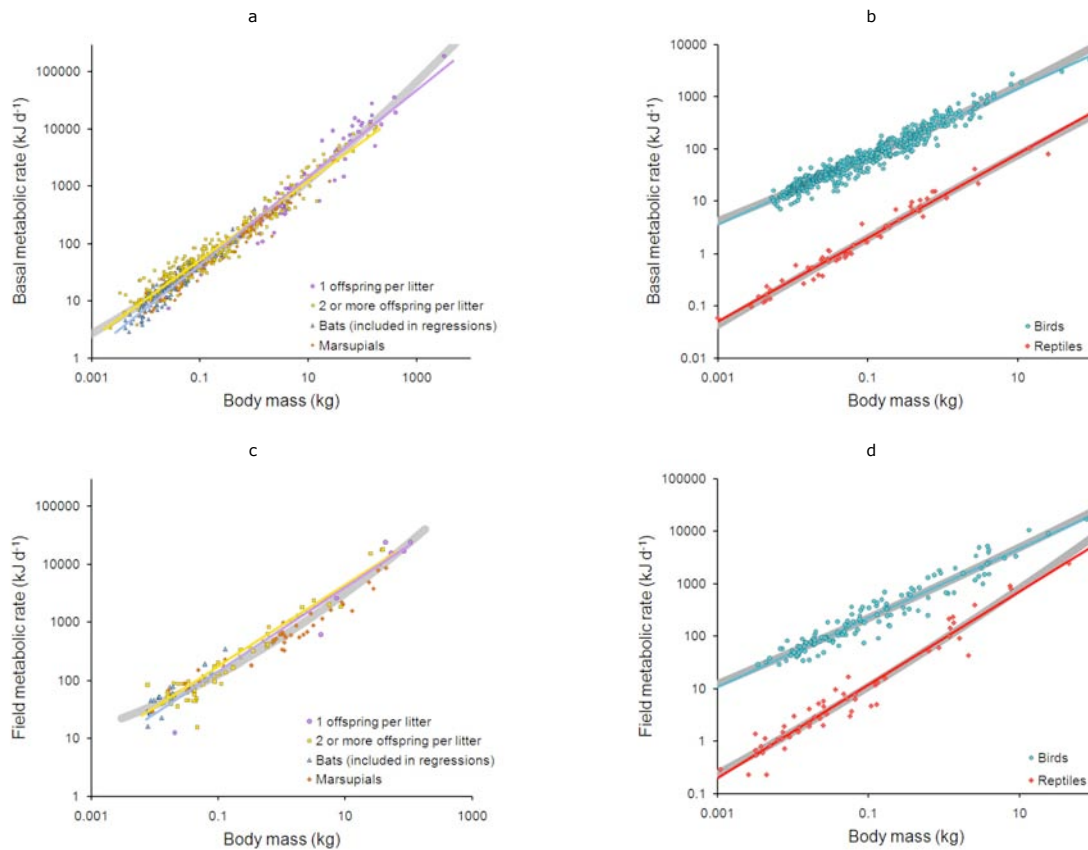 a
Basal metabolic rate (kJ d⁻¹)
100000
10000
1000
100
10
1
0.001
0.1
10
1000
Body mass (kg)
1 offspring per litter
2 or more offspring per litter
Bats (included in regressions)
Marsupials
b
Basal metabolic rate (kJ d⁻¹)
10000
1000
100
10
1
0.1
0.01
0.001
0.1
10
Body mass (kg)
Birds
Reptiles
c
Field metabolic rate (kJ d⁻¹)
100000
10000
1000
100
10
1
0.001
0.1
10
1000
Body mass (kg)
1 offspring per litter
2 or more offspring per litter
Bats (included in regressions)
Marsupials
d
Field metabolic rate (kJ d⁻¹)
100000
10000
1000
100
10
1
0.1
0.001
0.1
10
Body mass (kg)
Birds
Reptiles